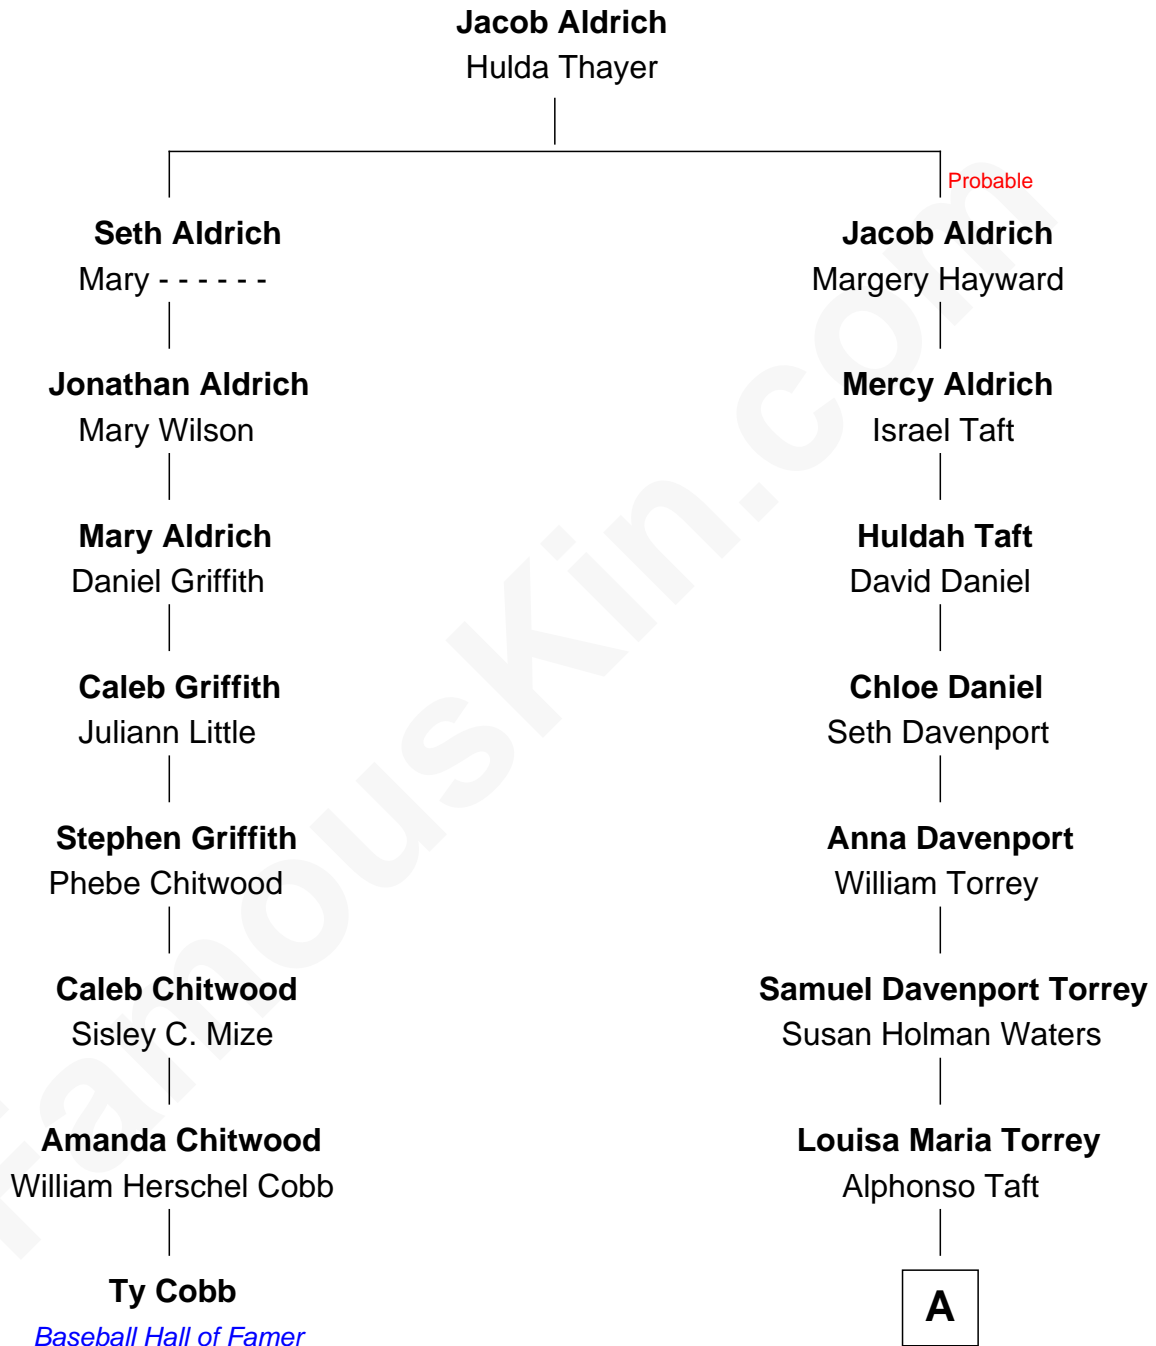 Jacob Aldrich
Hulda Thayer
Probable
Seth Aldrich
Mary - - - - - -
Jacob Aldrich
Margery Hayward
Jonathan Aldrich
Mary Wilson
Mercy Aldrich
Israel Taft
Mary Aldrich
Daniel Griffith
Huldah Taft
David Daniel
Caleb Griffith
Juliann Little
Chloe Daniel
Seth Davenport
Stephen Griffith
Phebe Chitwood
Anna Davenport
William Torrey
Caleb Chitwood
Sisley C. Mize
Samuel Davenport Torrey
Susan Holman Waters
Amanda Chitwood
William Herschel Cobb
Louisa Maria Torrey
Alphonso Taft
Ty Cobb
Baseball Hall of Famer
A
FamousKin.com